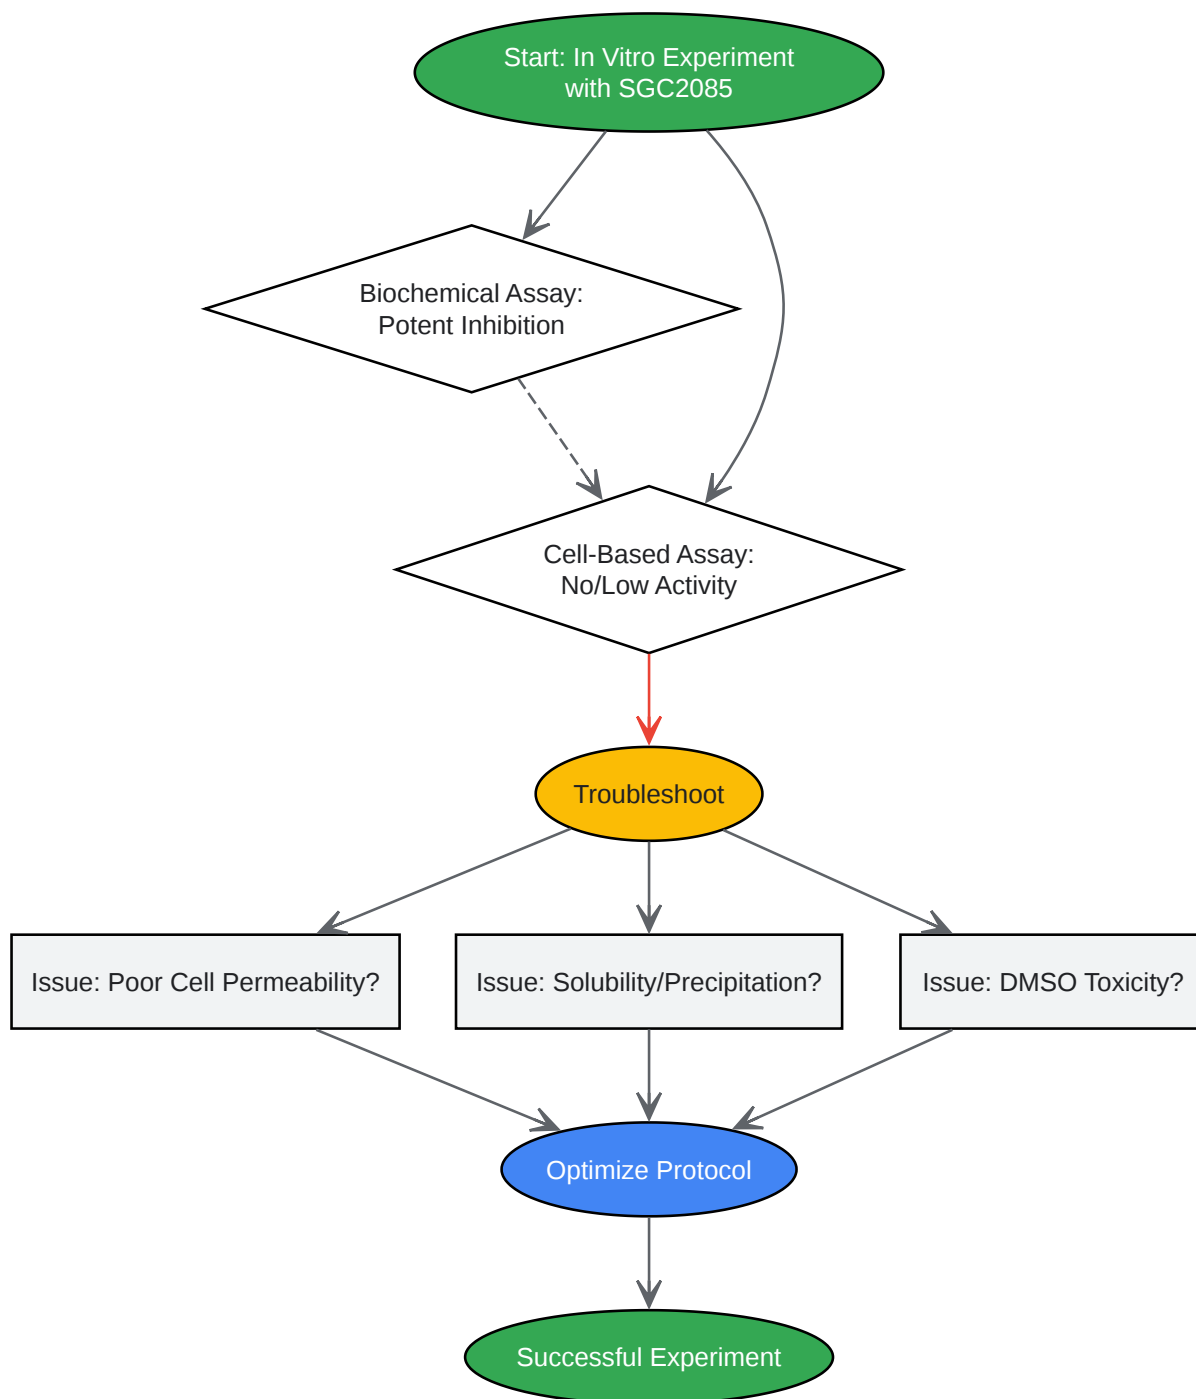 Start: In Vitro Experiment
with SGC2085
Biochemical Assay:
Potent Inhibition
Cell-Based Assay:
No/Low Activity
Troubleshoot
Issue: Poor Cell Permeability?
Issue: Solubility/Precipitation?
Issue: DMSO Toxicity?
Optimize Protocol
Successful Experiment